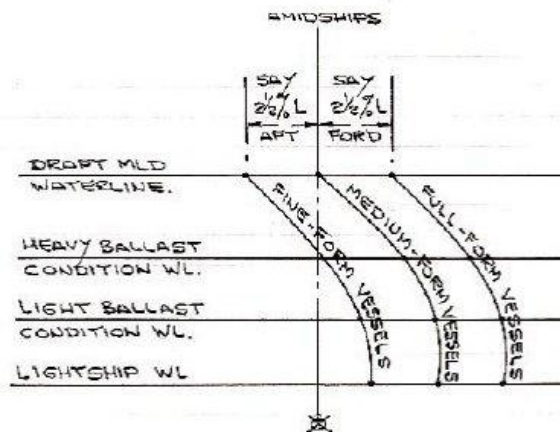 AMIDSHIPS
SAY
2½% L
AFT
SAY
2½% L
FOR'D
DRAFT MLD
WATERLINE.
HEAVY BALLAST
CONDITION WL.
LIGHT BALLAST
CONDITION WL.
LIGHTSHIP WL
FINE-FORM VESSELS
MEDIUM-FORM VESSELS
FULL-FORM VESSELS